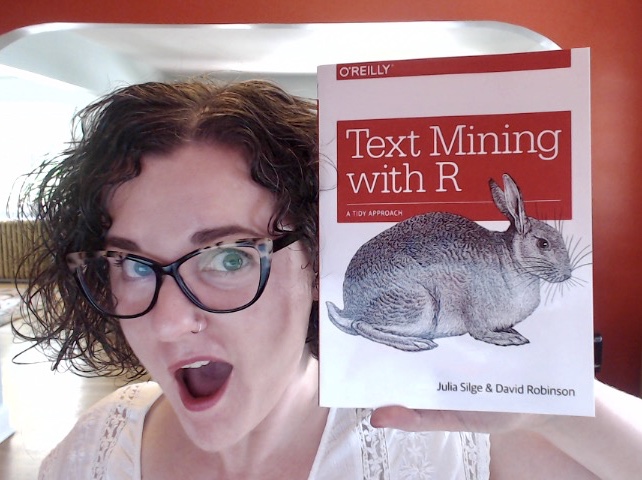 O'REILLY
Text Mining
with R
A TIDY APPROACH
Julia Silge & David Robinson